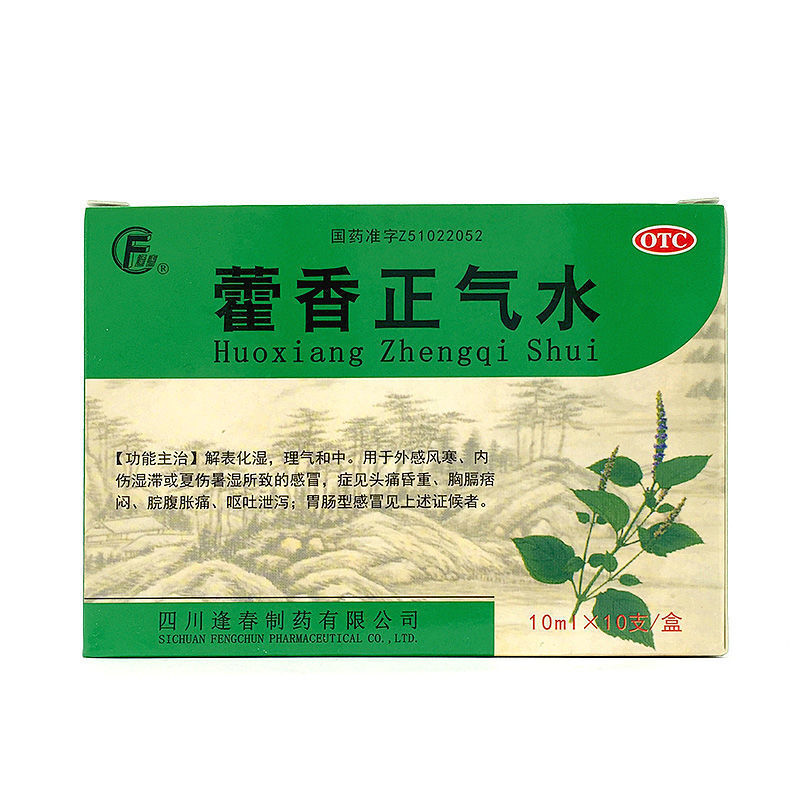 国药准字Z51022052
OTC
F
逢春
®
藿香正气水
Huoxiang Zhengqi Shui
【功能主治】解表化湿，理气和中。用于外感风寒、内
伤湿滞或夏伤暑湿所致的感冒，症见头痛昏重、胸膈痞
闷、脘腹胀痛、呕吐泄泻；胃肠型感冒见上述证候者。
四川逢春制药有限公司
SICHUAN FENGCHUN PHARMACEUTICAL CO.,LTD.
10ml×10支/盒